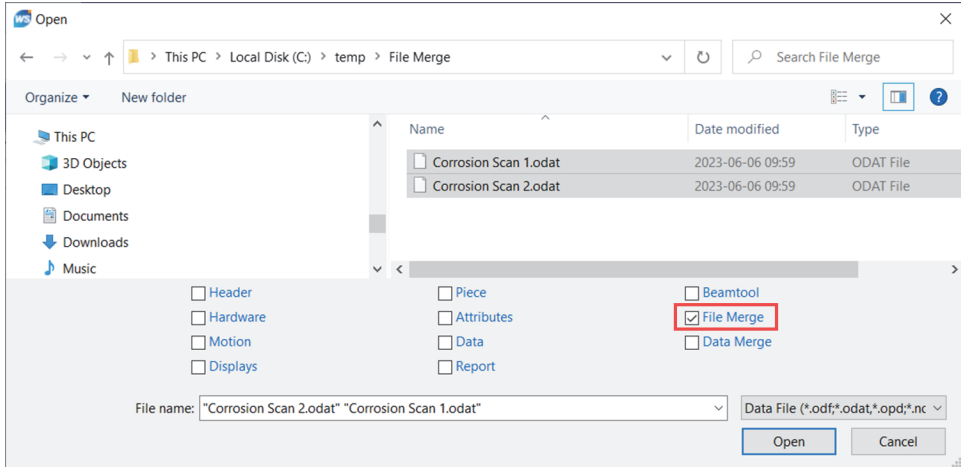 WS Open
This PC > Local Disk (C:) > temp > File Merge
Search File Merge
Organize New folder
?
Name Date modified Type
This PC
3D Objects
Desktop
Documents
Downloads
Music
Corrosion Scan 1.odat 2023-06-06 09:59 ODAT File
Corrosion Scan 2.odat 2023-06-06 09:59 ODAT File
Header Piece Beamtool
Hardware Attributes File Merge
Motion Data Data Merge
Displays Report
File name: "Corrosion Scan 2.odat" "Corrosion Scan 1.odat" Data File (*.odf;*.odat,*.opd;*.nc
Open Cancel